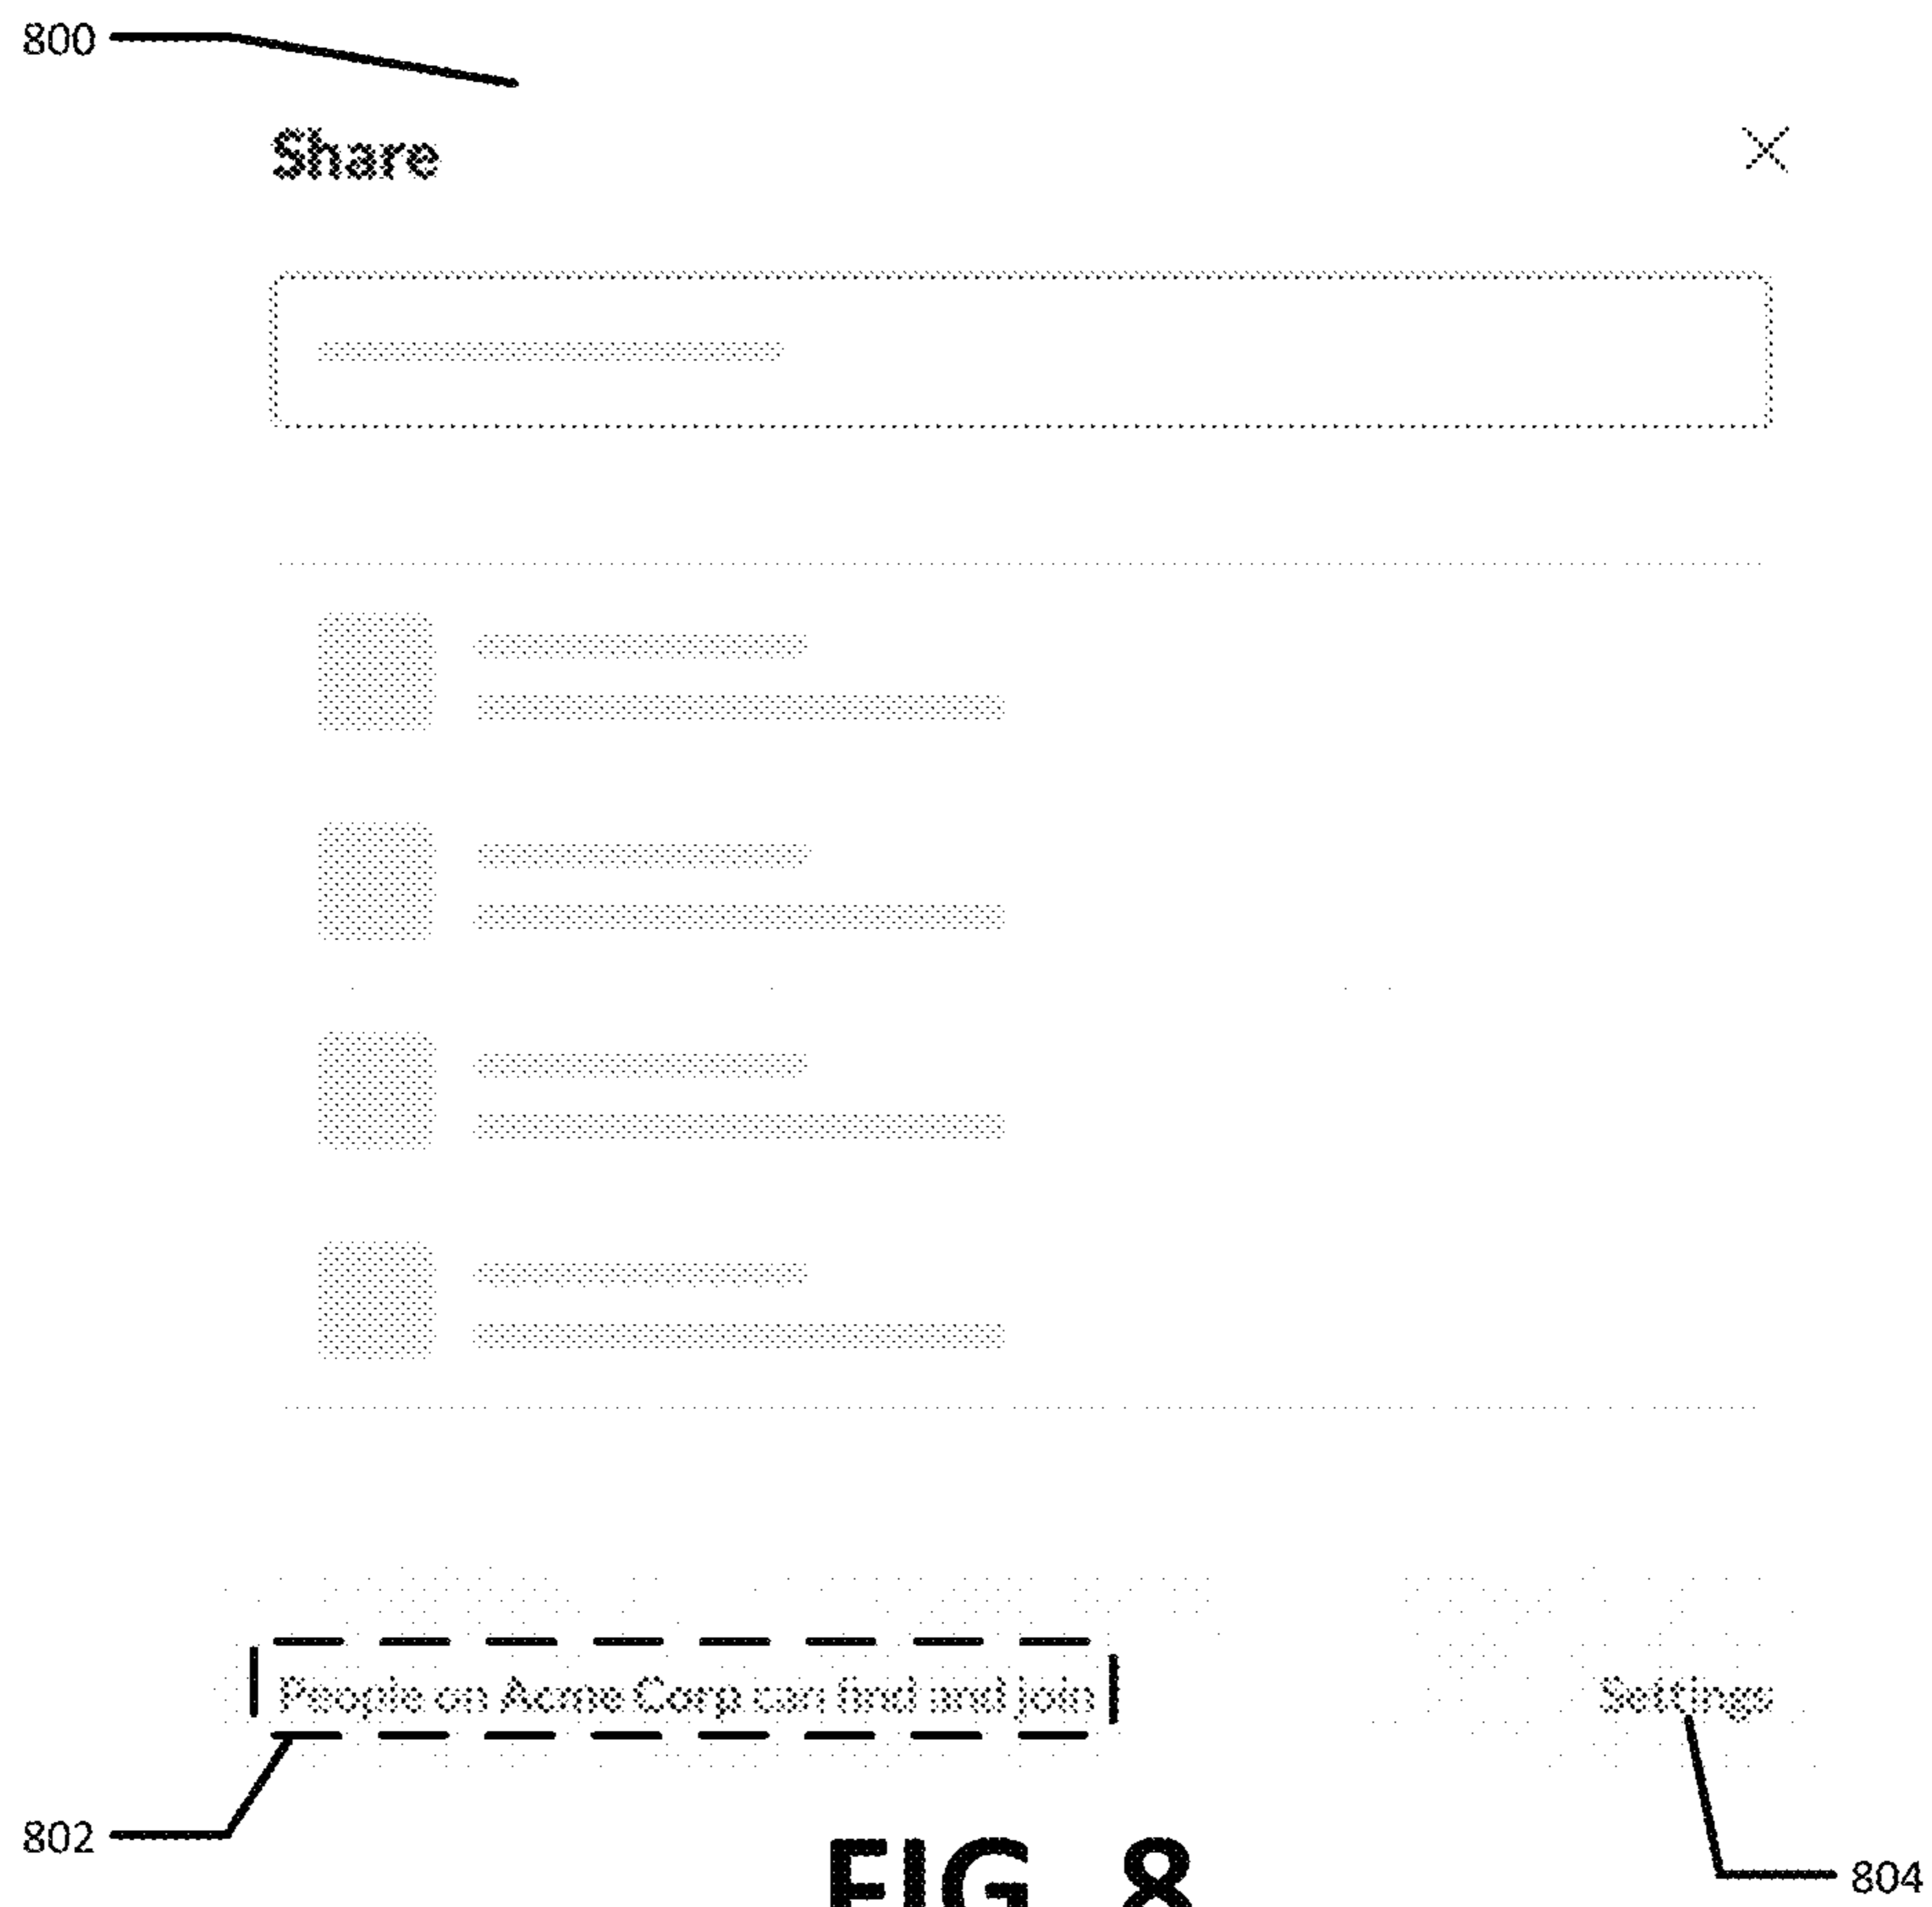 800
Share
People on Acme Corp can find and join
Settings
802
FIG. 8
804